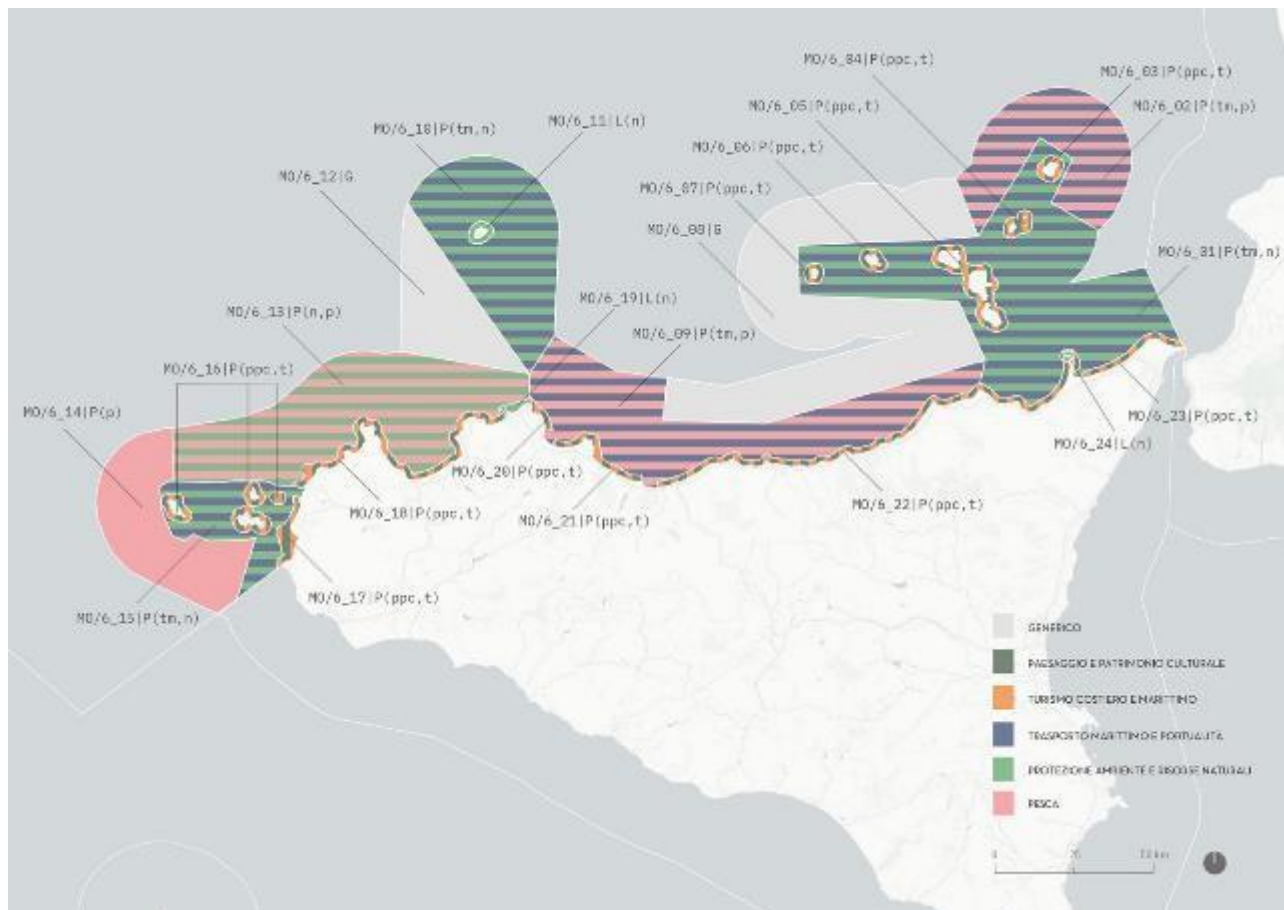 MO/6_04|P(ppc,t)
MO/6_03|P(ppc,t)
MO/6_05|P(ppc,t)
MO/6_02|P(tm,p)
MO/6_10|P(tm,n)
MO/6_11|L(n)
MO/6_06|P(ppc,t)
MO/6_12|G
MO/6_07|P(ppc,t)
MO/6_08|G
MO/6_01|P(tm,n)
MO/6_19|L(n)
MO/6_13|P(n,p)
MO/6_09|P(tm,p)
MO/6_16|P(ppc,t)
MO/6_14|P(p)
MO/6_23|P(ppc,t)
MO/6_24|L(n)
MO/6_20|P(ppc,t)
MO/6_22|P(ppc,t)
MO/6_18|P(ppc,t)
MO/6_21|P(ppc,t)
MO/6_17|P(ppc,t)
MO/6_15|P(tm,n)
GENERICO
PAESAGGIO E PATRIMONIO CULTURALE
TURISMO COSTIERO E MARITTIMO
TRASPORTO MARITTIMO E PORTUALITÀ
PROTEZIONE AMBIENTE E RISORSE NATURALI
PESCA
0 25 50 km